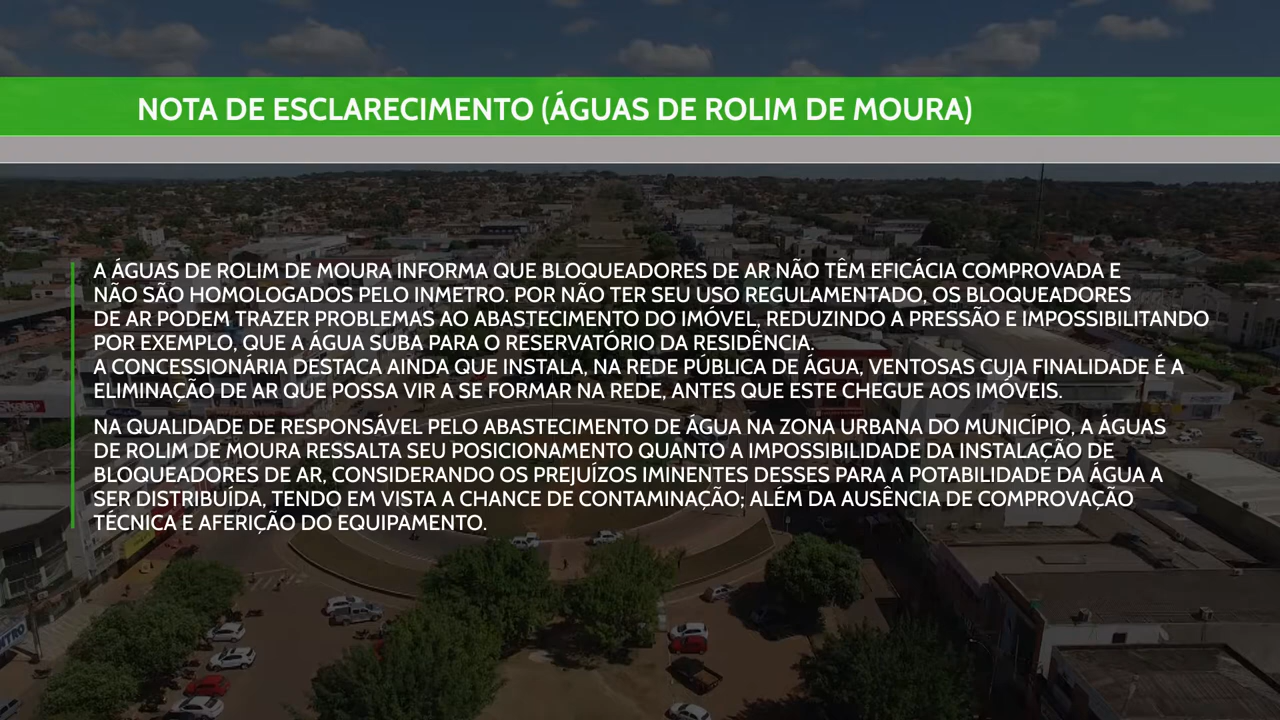 NOTA DE ESCLARECIMENTO (ÁGUAS DE ROLIM DE MOURA)
A ÁGUAS DE ROLIM DE MOURA INFORMA QUE BLOQUEADORES DE AR NÃO TÊM EFICÁCIA COMPROVADA E
NÃO SÃO HOMOLOGADOS PELO INMETRO. POR NÃO TER SEU USO REGULAMENTADO, OS BLOQUEADORES
DE AR PODEM TRAZER PROBLEMAS AO ABASTECIMENTO DO IMÓVEL, REDUZINDO A PRESSÃO E IMPOSSIBILITANDO
POR EXEMPLO, QUE A ÁGUA SUBA PARA O RESERVATÓRIO DA RESIDÊNCIA.
A CONCESSIONÁRIA DESTACA AINDA QUE INSTALA, NA REDE PÚBLICA DE ÁGUA, VENTOSAS CUJA FINALIDADE É A
ELIMINAÇÃO DE AR QUE POSSA VIR A SE FORMAR NA REDE, ANTES QUE ESTE CHEGUE AOS IMÓVEIS.
NA QUALIDADE DE RESPONSÁVEL PELO ABASTECIMENTO DE ÁGUA NA ZONA URBANA DO MUNICÍPIO, A ÁGUAS
DE ROLIM DE MOURA RESSALTA SEU POSICIONAMENTO QUANTO A IMPOSSIBILIDADE DA INSTALAÇÃO DE
BLOQUEADORES DE AR, CONSIDERANDO OS PREJUÍZOS IMINENTES DESSES PARA A POTABILIDADE DA ÁGUA A
SER DISTRIBUÍDA, TENDO EM VISTA A CHANCE DE CONTAMINAÇÃO; ALÉM DA AUSÊNCIA DE COMPROVAÇÃO
TÉCNICA E AFERIÇÃO DO EQUIPAMENTO.